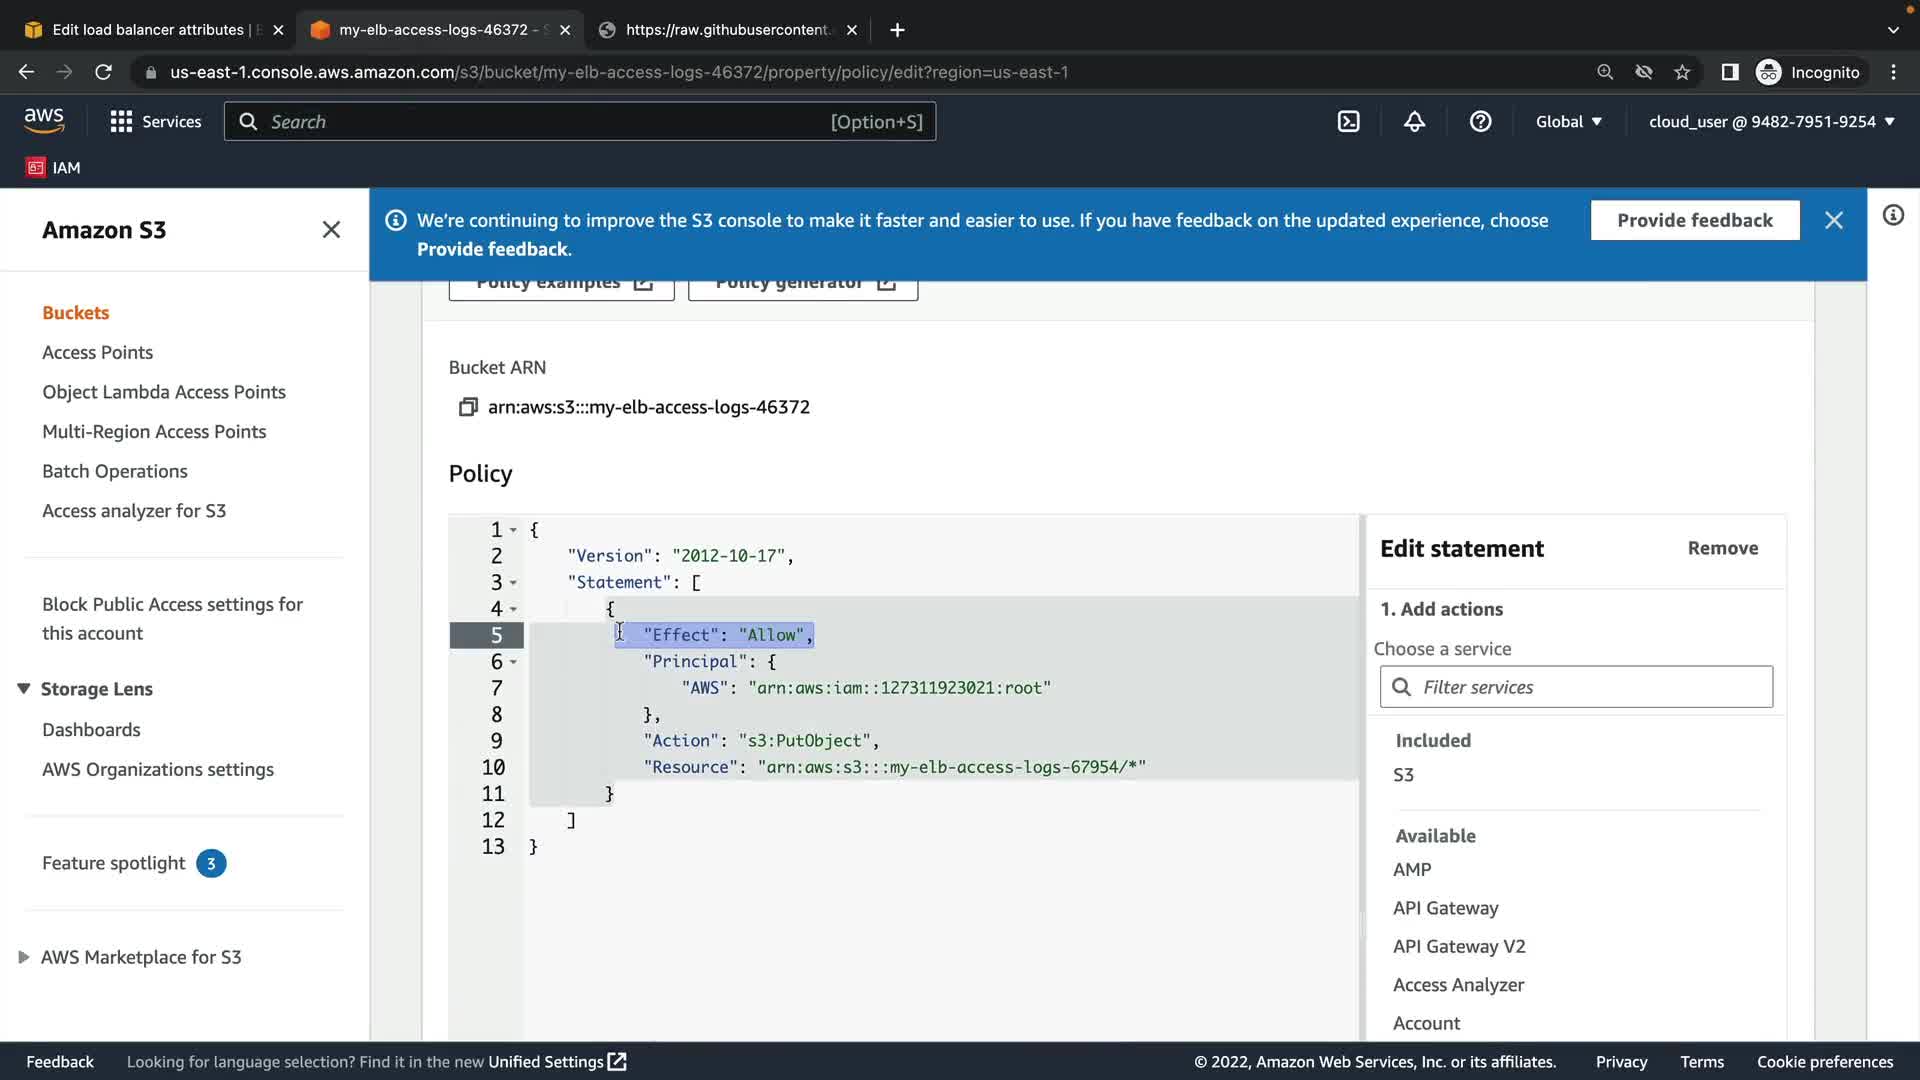 Edit load balancer attributes | E
my-elb-access-logs-46372 - S
https://raw.githubusercontent.
us-east-1.console.aws.amazon.com/s3/bucket/my-elb-access-logs-46372/property/policy/edit?region=us-east-1
Incognito
aws
Services
Search
[Option+S]
Global
cloud_user @ 9482-7951-9254
IAM
Amazon S3
Buckets
Access Points
Object Lambda Access Points
Multi-Region Access Points
Batch Operations
Access analyzer for S3
Block Public Access settings for
this account
Storage Lens
Dashboards
AWS Organizations settings
Feature spotlight 3
AWS Marketplace for S3
We're continuing to improve the S3 console to make it faster and easier to use. If you have feedback on the updated experience, choose
Provide feedback.
Provide feedback
Policy examples
Policy generator
Bucket ARN
arn:aws:s3:::my-elb-access-logs-46372
Policy
1 {
2 "Version": "2012-10-17",
3 "Statement": [
4 {
5 "Effect": "Allow",
6 "Principal": {
7 "AWS": "arn:aws:iam::127311923021:root"
8 },
9 "Action": "s3:PutObject",
10 "Resource": "arn:aws:s3:::my-elb-access-logs-67954/*"
11 }
12 ]
13 }
Edit statement
Remove
1. Add actions
Choose a service
Filter services
Included
S3
Available
AMP
API Gateway
API Gateway V2
Access Analyzer
Account
Feedback
Looking for language selection? Find it in the new Unified Settings
© 2022, Amazon Web Services, Inc. or its affiliates.
Privacy
Terms
Cookie preferences